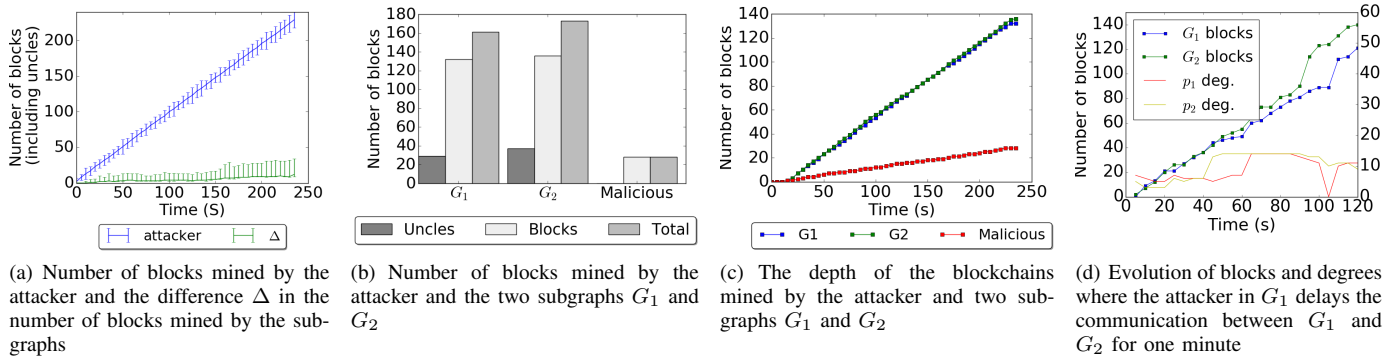 Number of blocks
(including uncles)
200
150
100
50
0
0 50 100 150 200 250
Time (S)
attacker Δ
(a) Number of blocks mined by the
attacker and the difference Δ in the
number of blocks mined by the sub-
graphs
Number of blocks
180
160
140
120
100
80
60
40
20
0
G1 G2 Malicious
Uncles Blocks Total
(b) Number of blocks mined by the
attacker and the two subgraphs G1 and
G2
Number of blocks
140
120
100
80
60
40
20
0
0 50 100 150 200 250
Time (S)
G1 G2 Malicious
(c) The depth of the blockchains
mined by the attacker and two sub-
graphs G1 and G2
Number of blocks
150
140
120
100
80
60
40
20
0
60
50
40
30
20
10
0
G1 blocks
G2 blocks
p1 deg.
p2 deg.
0 20 40 60 80 100 120
Time (s)
(d) Evolution of blocks and degrees
where the attacker in G1 delays the
communication between G1 and
G2 for one minute